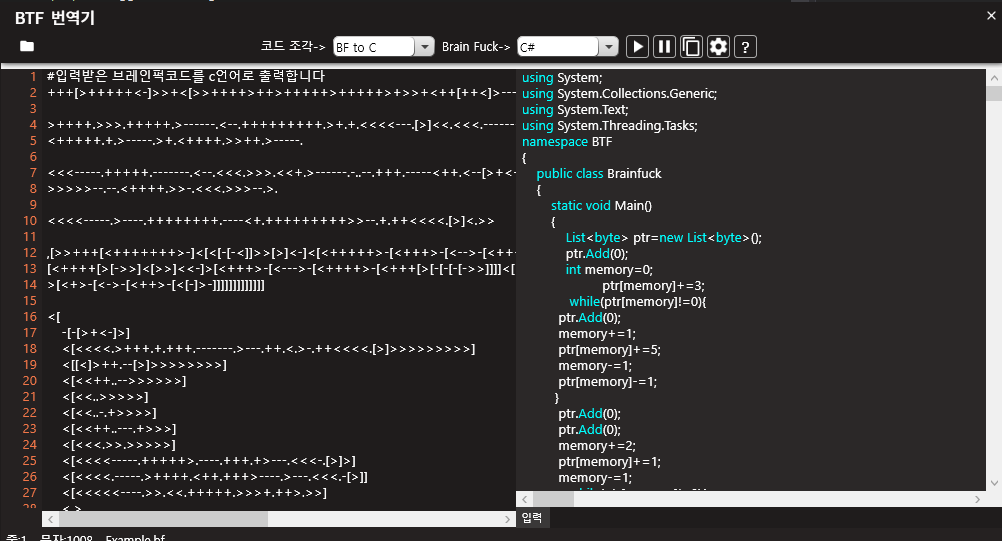 BTF 번역기
코드 조각-> BF to C Brain Fuck-> C#
1 #입력받은 브레인퍽코드를 c언어로 출력합니다
2
3
4
5 <+++++.+.>-----.>+.<++++.>>++.>-----.
6
7
8 >>>>>--.--.<++++.>>-.<<<.>>>--.>.
9
10
11
12
13
14
15
16 <[
17 -[-[>+<-]>]
18 <[<<<<.>+++.+.+++.-------.>---.++.<.>-.++<<<<.[>]>>>>>>>>>]
19 <[[<]>++.--[>]>>>>>>>>]
20 <[<<++..-->>>>>>]
21 <[<<..>>>>>]
22 <[<<..-.+>>>>]
23 <[<<++..---.+>>>]
24 <[<<<.>>.>>>>>]
25 <[<<<<-----.+++++>.----.+++.+>---.<<<-.[>]>]
26 <[<<<<.-----.>++++.<++.+++>----.>---.<<<.-[>]]
27 <[<<<<<----.>>.<<.+++++.>>>+.++>.>>]
28
using System;
using System.Collections.Generic;
using System.Text;
using System.Threading.Tasks;
namespace BTF
{
public class Brainfuck
{
static void Main()
{
List<byte> ptr=new List<byte>();
ptr.Add(0);
int memory=0;
ptr[memory]+=3;
while(ptr[memory]!=0){
ptr.Add(0);
memory+=1;
ptr[memory]+=5;
memory-=1;
ptr[memory]-=1;
}
ptr.Add(0);
ptr.Add(0);
memory+=2;
ptr[memory]+=1;
memory-=1;
입력
줄:1 문자:1008 Example.bf